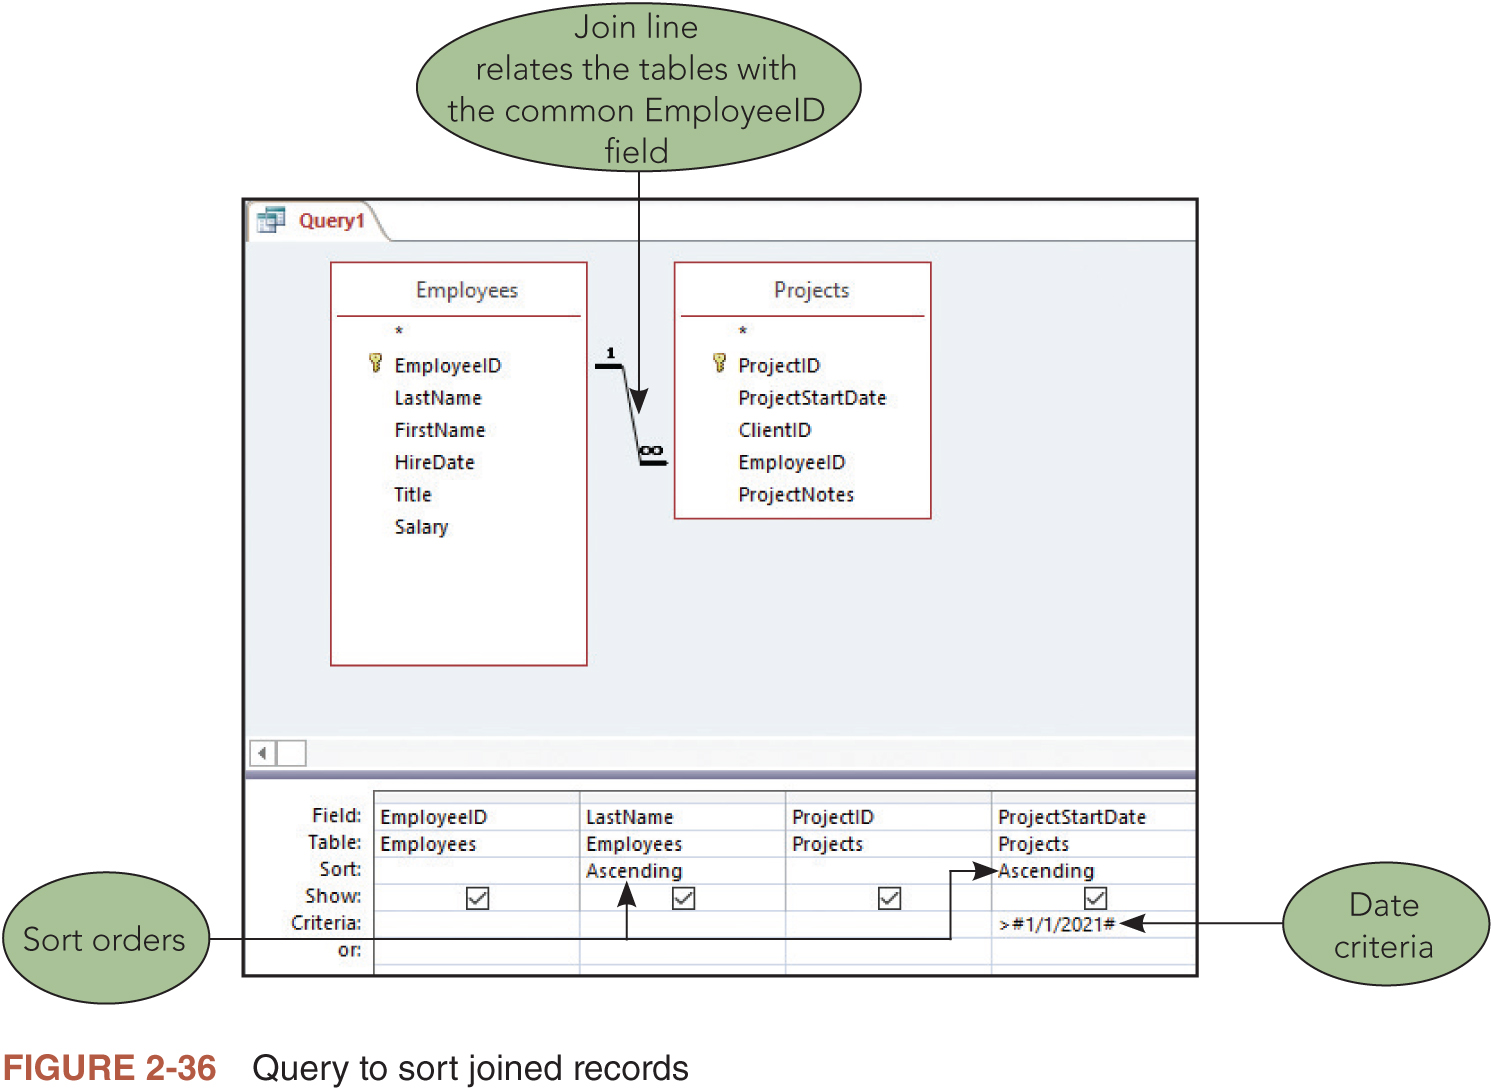 Join line
relates the tables with
the common EmployeeID
field
Query1
Employees
*
EmployeeID
LastName
FirstName
HireDate
Title
Salary
1
∞
Projects
*
ProjectID
ProjectStartDate
ClientID
EmployeeID
ProjectNotes
Field: EmployeeID LastName ProjectID ProjectStartDate
Table: Employees Employees Projects Projects
Sort: Ascending Ascending
Show:
Criteria: >#1/1/2021#
or:
Sort orders
Date
criteria
FIGURE 2-36 Query to sort joined records